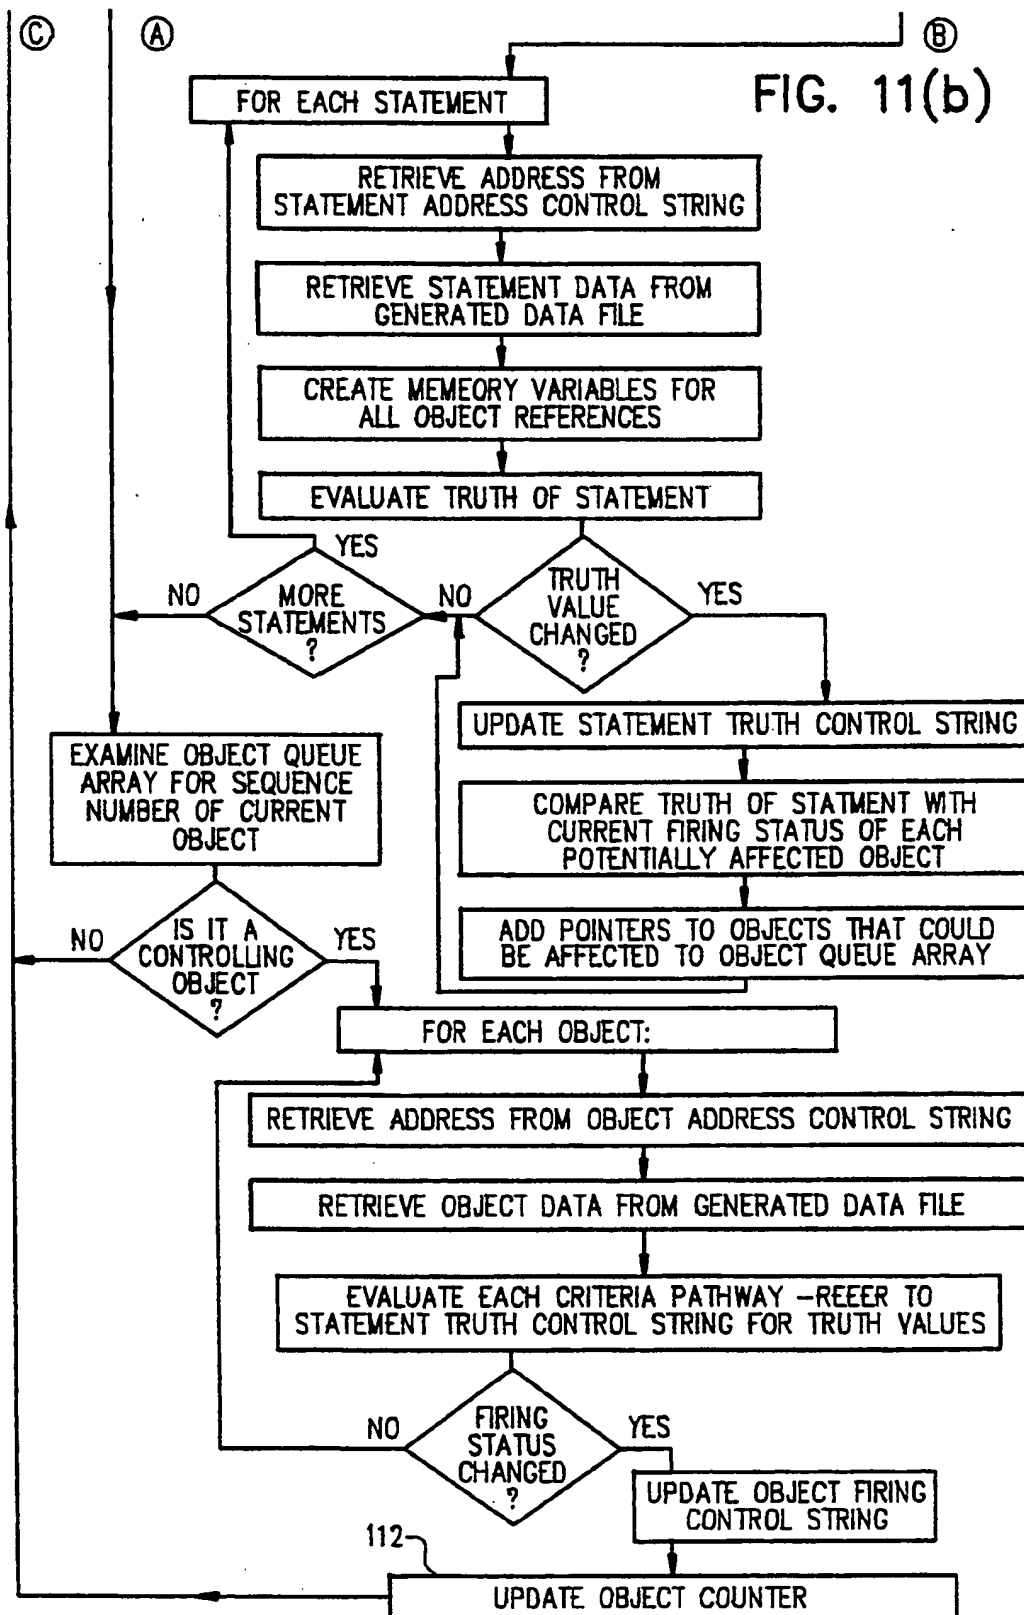 C
A
B
FIG. 11(b)
FOR EACH STATEMENT
RETRIEVE ADDRESS FROM
STATEMENT ADDRESS CONTROL STRING
RETRIEVE STATEMENT DATA FROM
GENERATED DATA FILE
CREATE MEMEORY VARIABLES FOR
ALL OBJECT REFERENCES
EVALUATE TRUTH OF STATEMENT
YES
NO
MORE
STATEMENTS
?
NO
TRUTH
VALUE
CHANGED
?
YES
UPDATE STATEMENT TRUTH CONTROL STRING
COMPARE TRUTH OF STATMENT WITH
CURRENT FIRING STATUS OF EACH
POTENTIALLY AFFECTED OBJECT
ADD POINTERS TO OBJECTS THAT COULD
BE AFFECTED TO OBJECT QUEUE ARRAY
EXAMINE OBJECT QUEUE
ARRAY FOR SEQUENCE
NUMBER OF CURRENT
OBJECT
NO
IS IT A
CONTROLLING
OBJECT
?
YES
FOR EACH OBJECT:
RETRIEVE ADDRESS FROM OBJECT ADDRESS CONTROL STRING
RETRIEVE OBJECT DATA FROM GENERATED DATA FILE
EVALUATE EACH CRITERIA PATHWAY –REEER TO
STATEMENT TRUTH CONTROL STRING FOR TRUTH VALUES
NO
FIRING
STATUS
CHANGED
?
YES
UPDATE OBJECT FIRING
CONTROL STRING
112
UPDATE OBJECT COUNTER